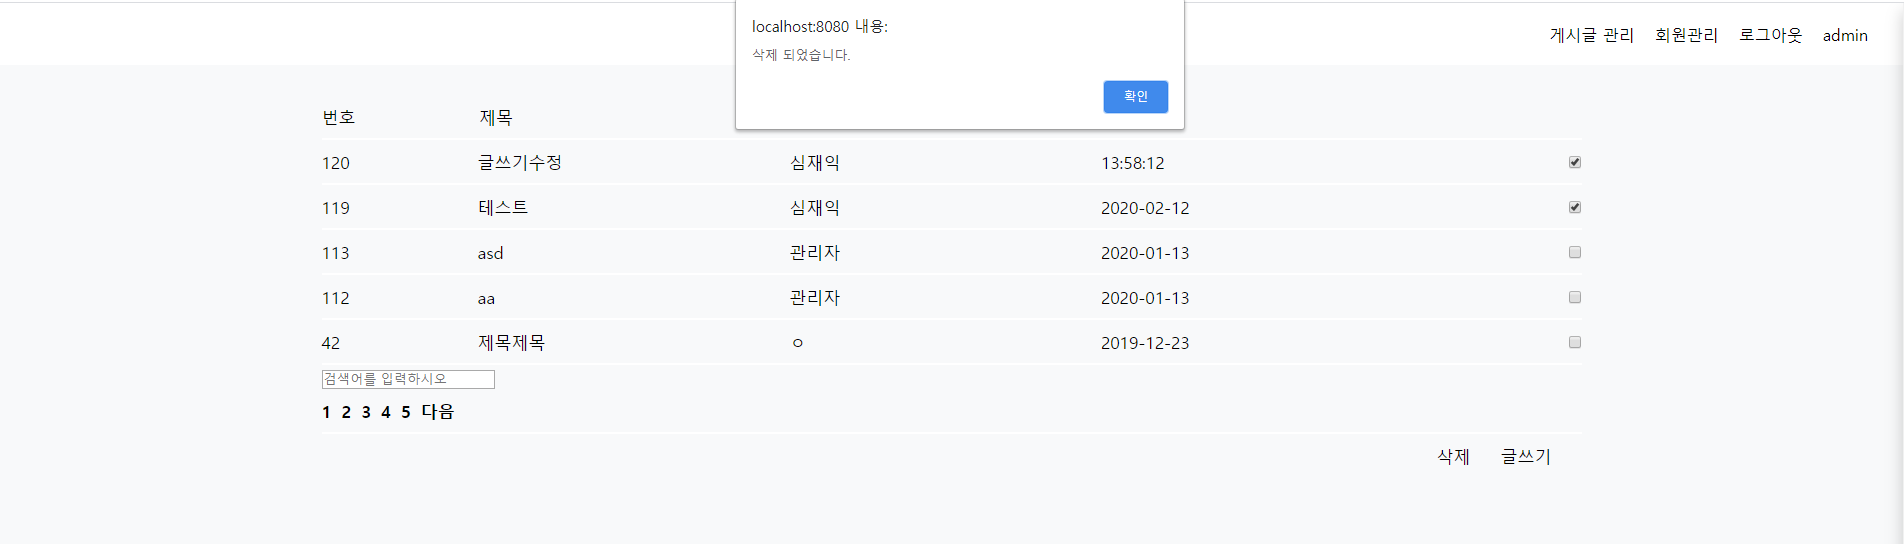 localhost:8080 내용:
삭제 되었습니다.
확인
게시글 관리 회원관리 로그아웃 admin
번호 제목
120 글쓰기수정 심재익 13:58:12
119 테스트 심재익 2020-02-12
113 asd 관리자 2020-01-13
112 aa 관리자 2020-01-13
42 제목제목 ㅇ 2019-12-23
검색어를 입력하시오
1 2 3 4 5 다음
삭제 글쓰기